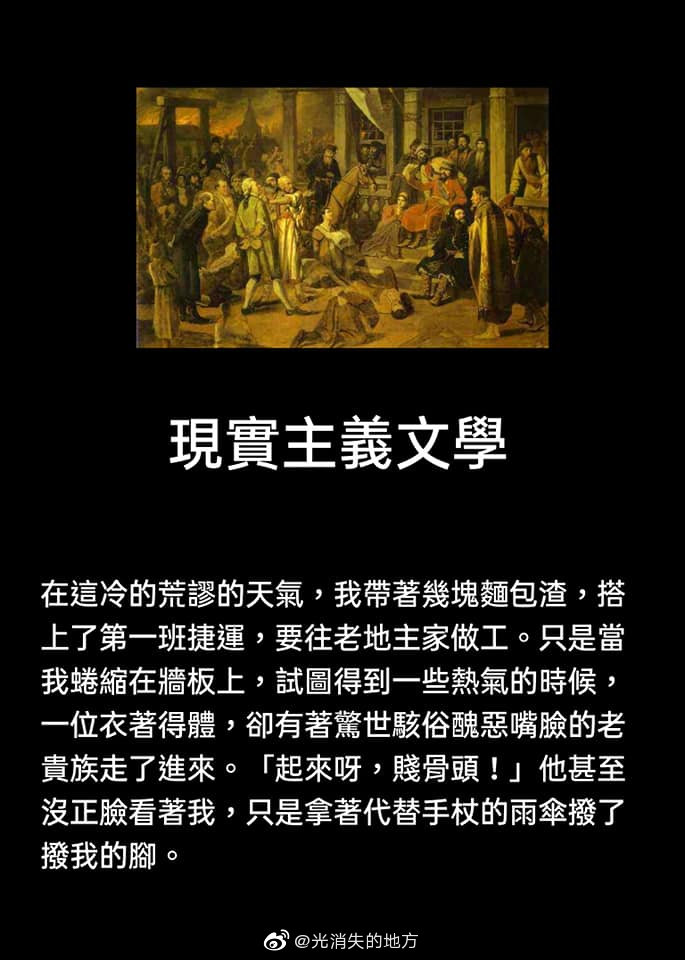 現實主義文學
在這冷的荒謬的天氣，我帶著幾塊麵包渣，搭
上了第一班捷運，要往老地主家做工。只是當
我蜷縮在牆板上，試圖得到一些熱氣的時候，
一位衣著得體，卻有著驚世駭俗醜惡嘴臉的老
貴族走了進來。「起來呀，賤骨頭！」他甚至
沒正臉看著我，只是拿著代替手杖的雨傘撥了
撥我的腳。
@光消失的地方